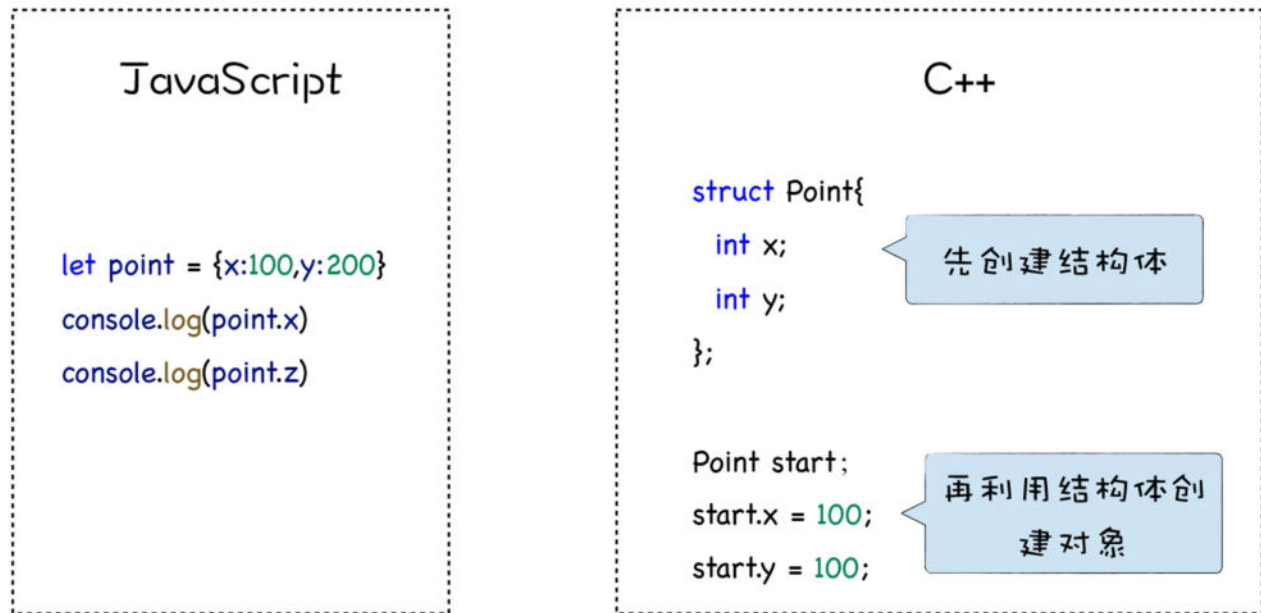 JavaScript
let point = {x:100,y:200}
console.log(point.x)
console.log(point.z)
C++
struct Point{
int x;
int y;
};
先创建结构体
Point start;
start.x = 100;
start.y = 100;
再利用结构体创
建对象